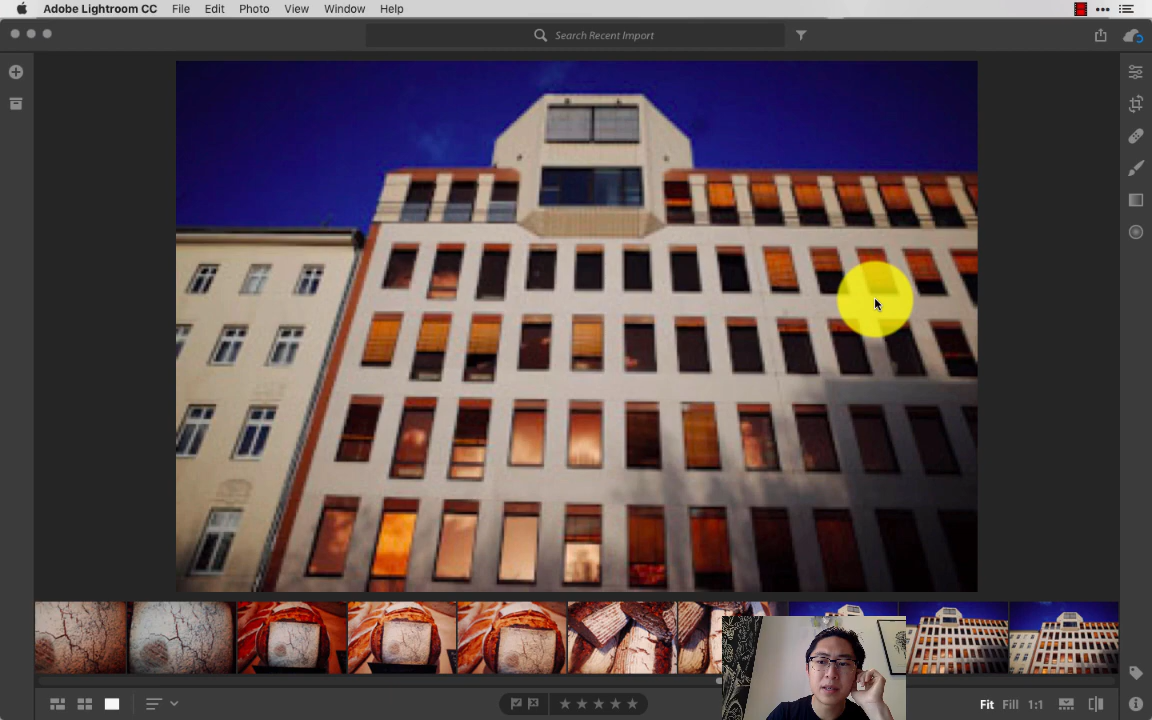 Adobe Lightroom CC File Edit Photo View Window Help
Search Recent Import
Fit Fill 1:1